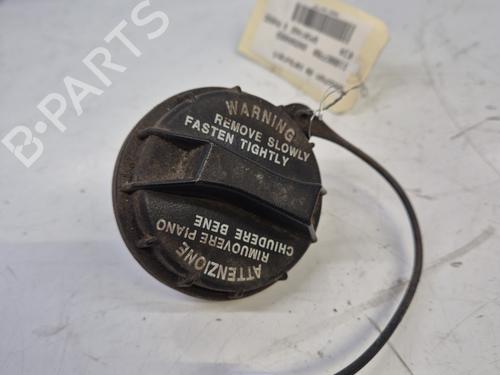 WARNING
REMOVE SLOWLY
FASTEN TIGHTLY
ATTENZIONE
RIMUOVERE PIANO
CHIUDERE BENE
B-PARTS